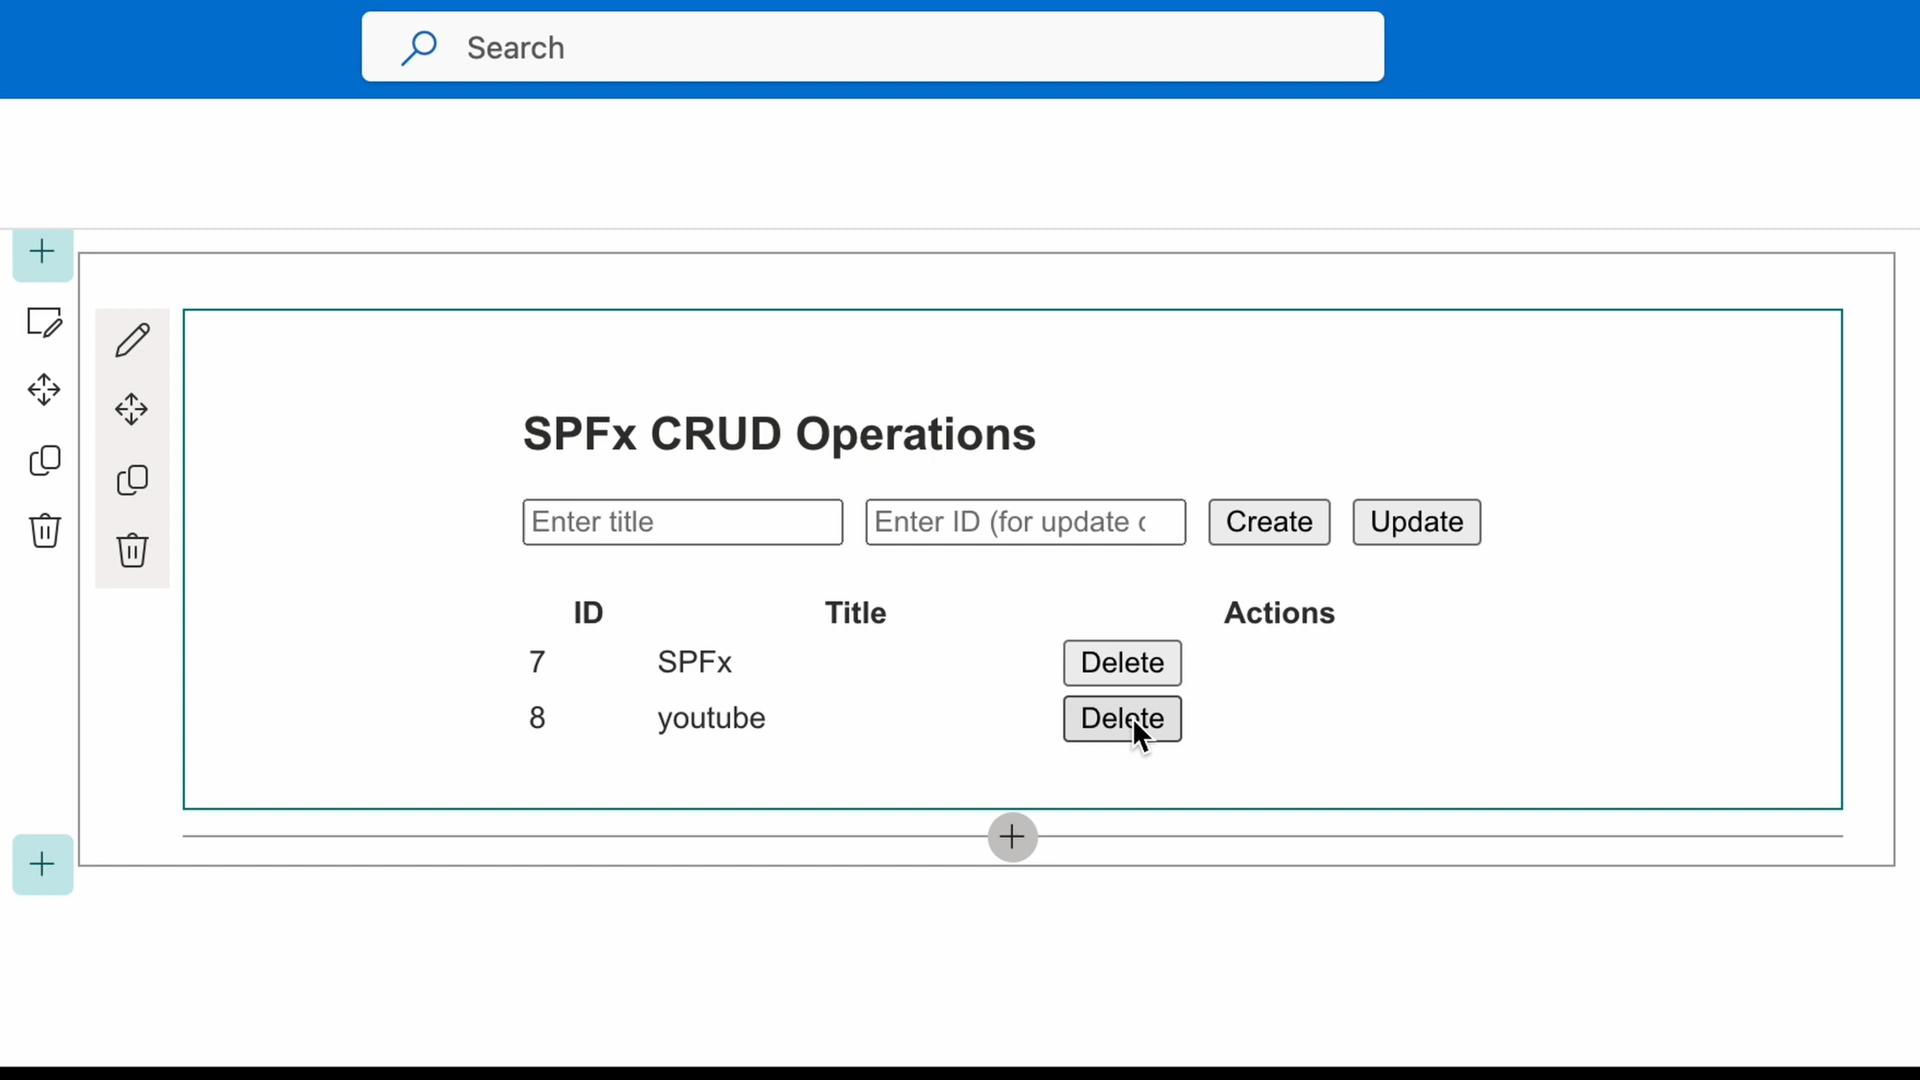 Search
SPFx CRUD Operations
Enter title Enter ID (for update Create Update
ID Title Actions
7 SPFx Delete
8 youtube Delete